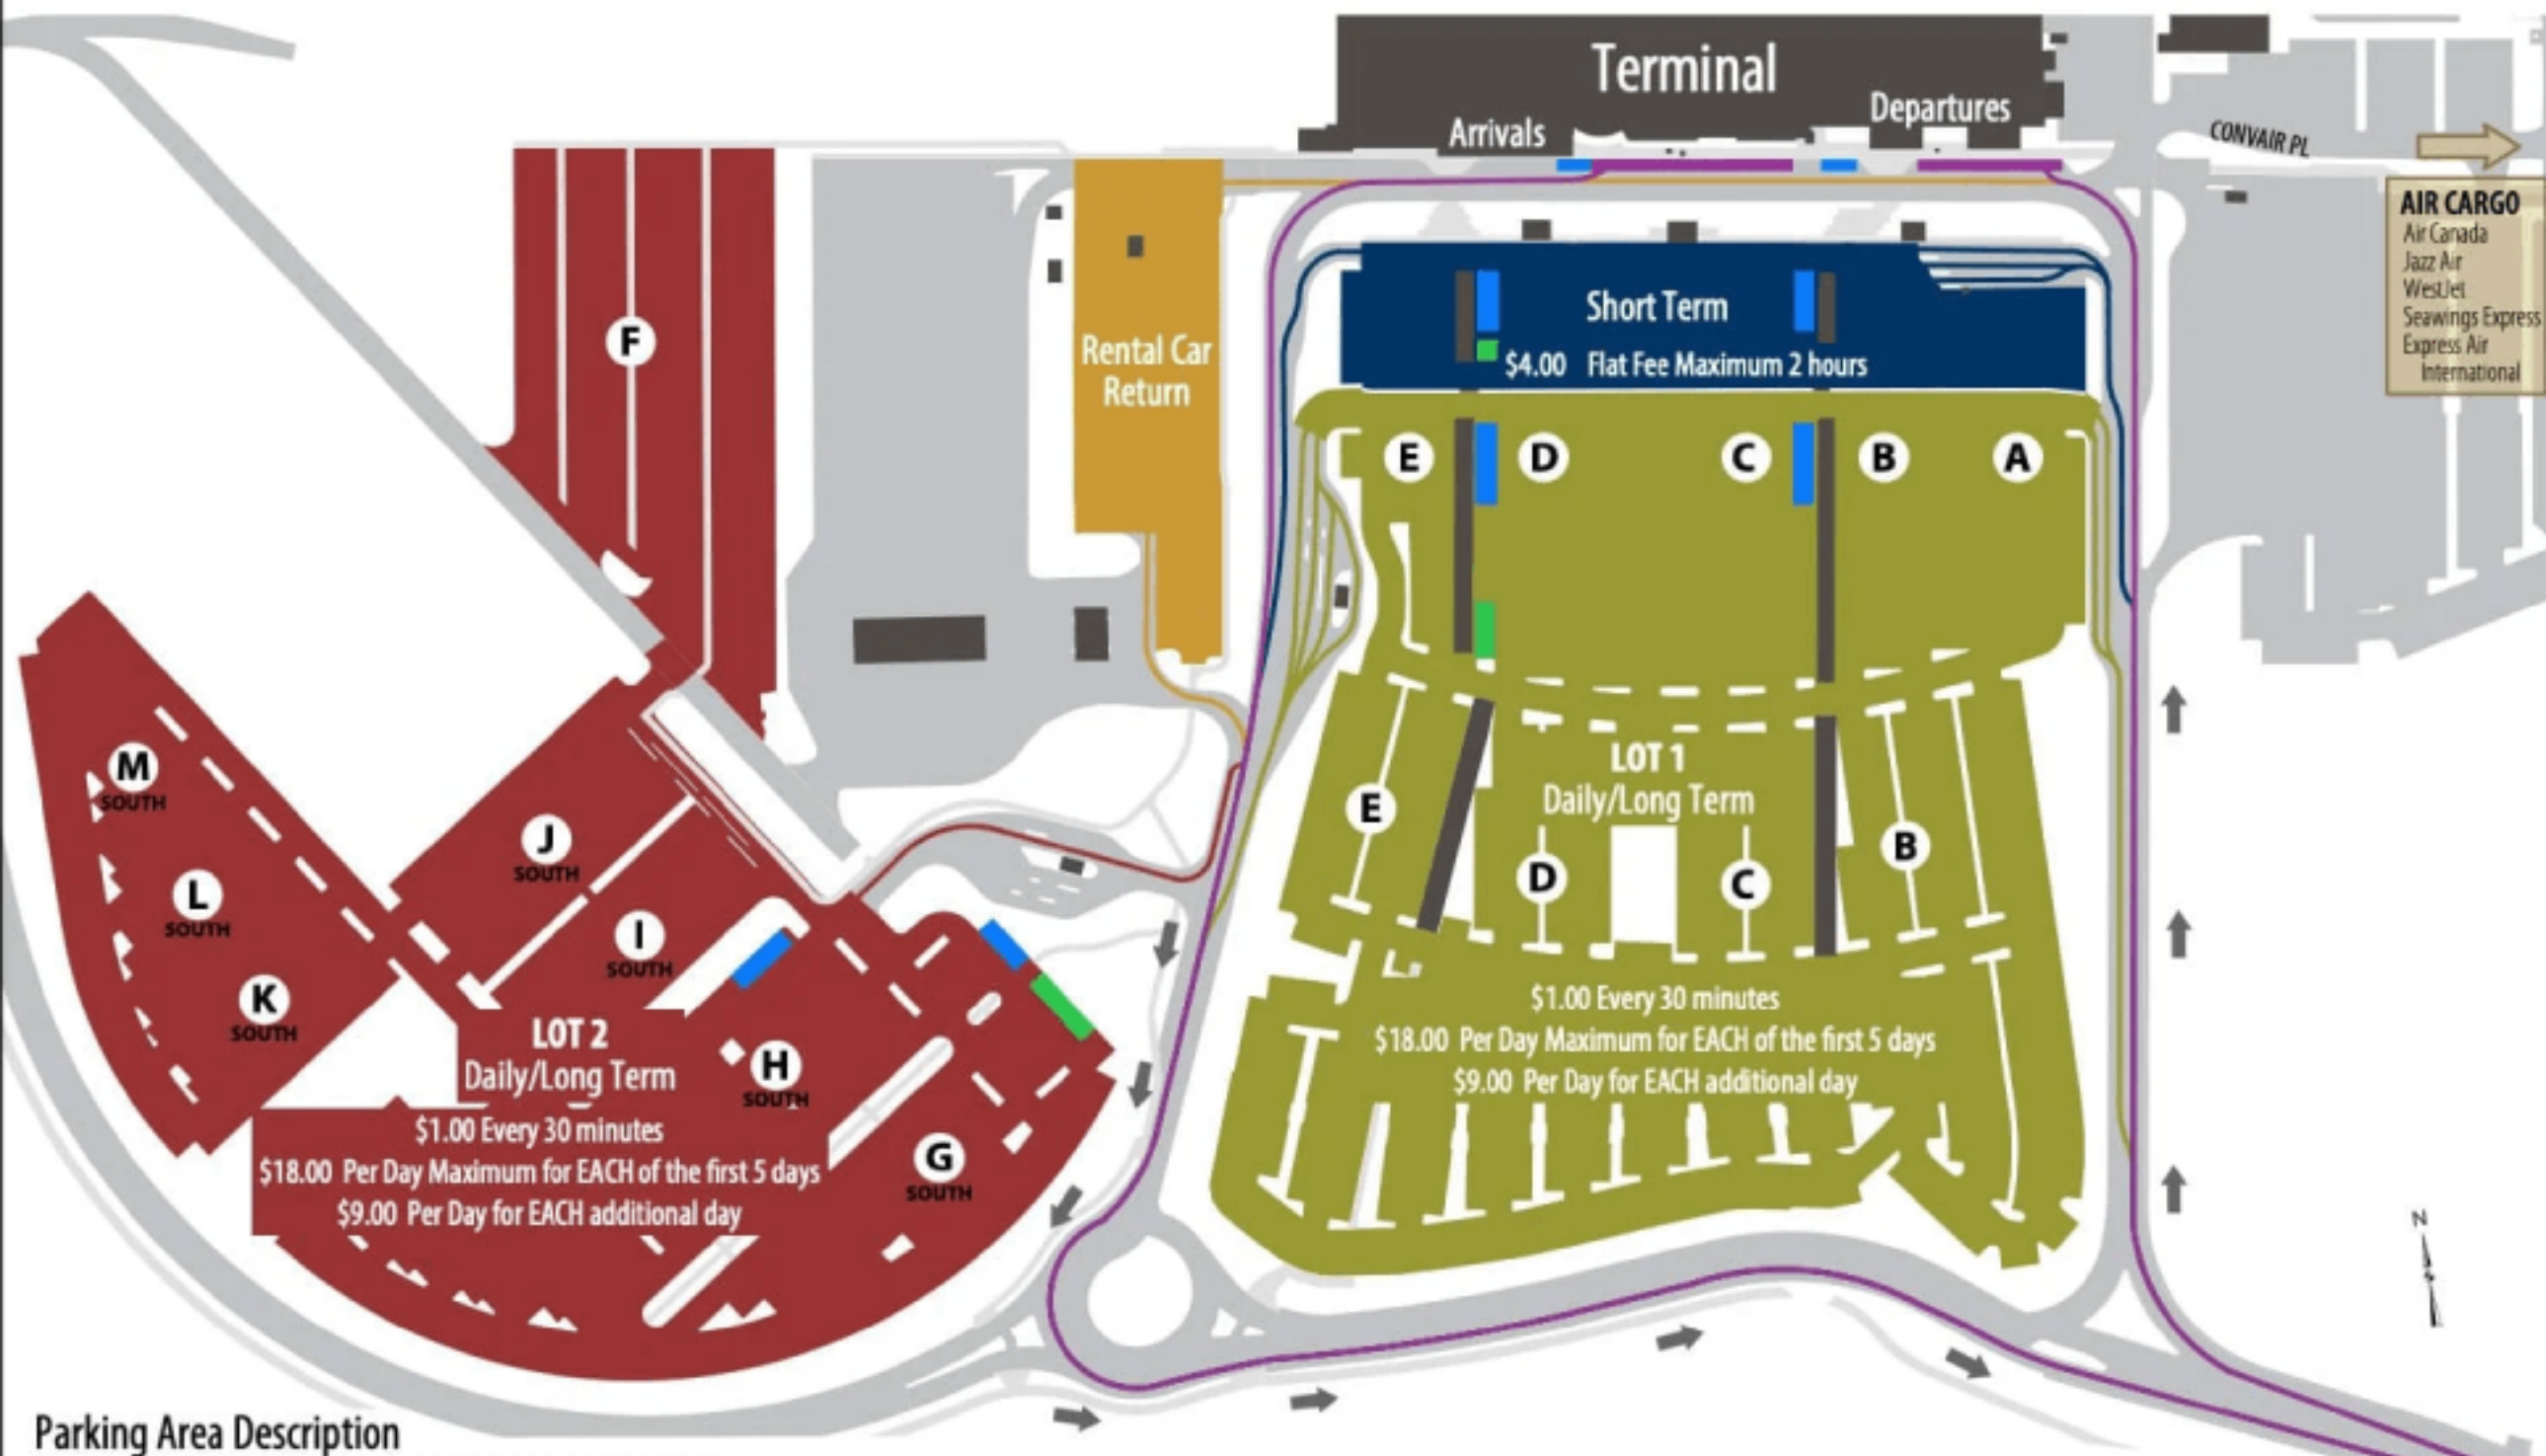 Terminal
Arrivals
Departures
CONVAIR PL
AIR CARGO
Air Canada
Jazz Air
WestJet
Seawings Express
Express Air
International
F
Rental Car
Return
Short Term
$4.00 Flat Fee Maximum 2 hours
E
D
C
B
A
M
SOUTH
L
SOUTH
K
SOUTH
J
SOUTH
I
SOUTH
LOT 2
Daily/Long Term
H
SOUTH
G
SOUTH
$1.00 Every 30 minutes
$18.00 Per Day Maximum for EACH of the first 5 days
$9.00 Per Day for EACH additional day
LOT 1
Daily/Long Term
E
D
C
B
$1.00 Every 30 minutes
$18.00 Per Day Maximum for EACH of the first 5 days
$9.00 Per Day for EACH additional day
N
Parking Area Description